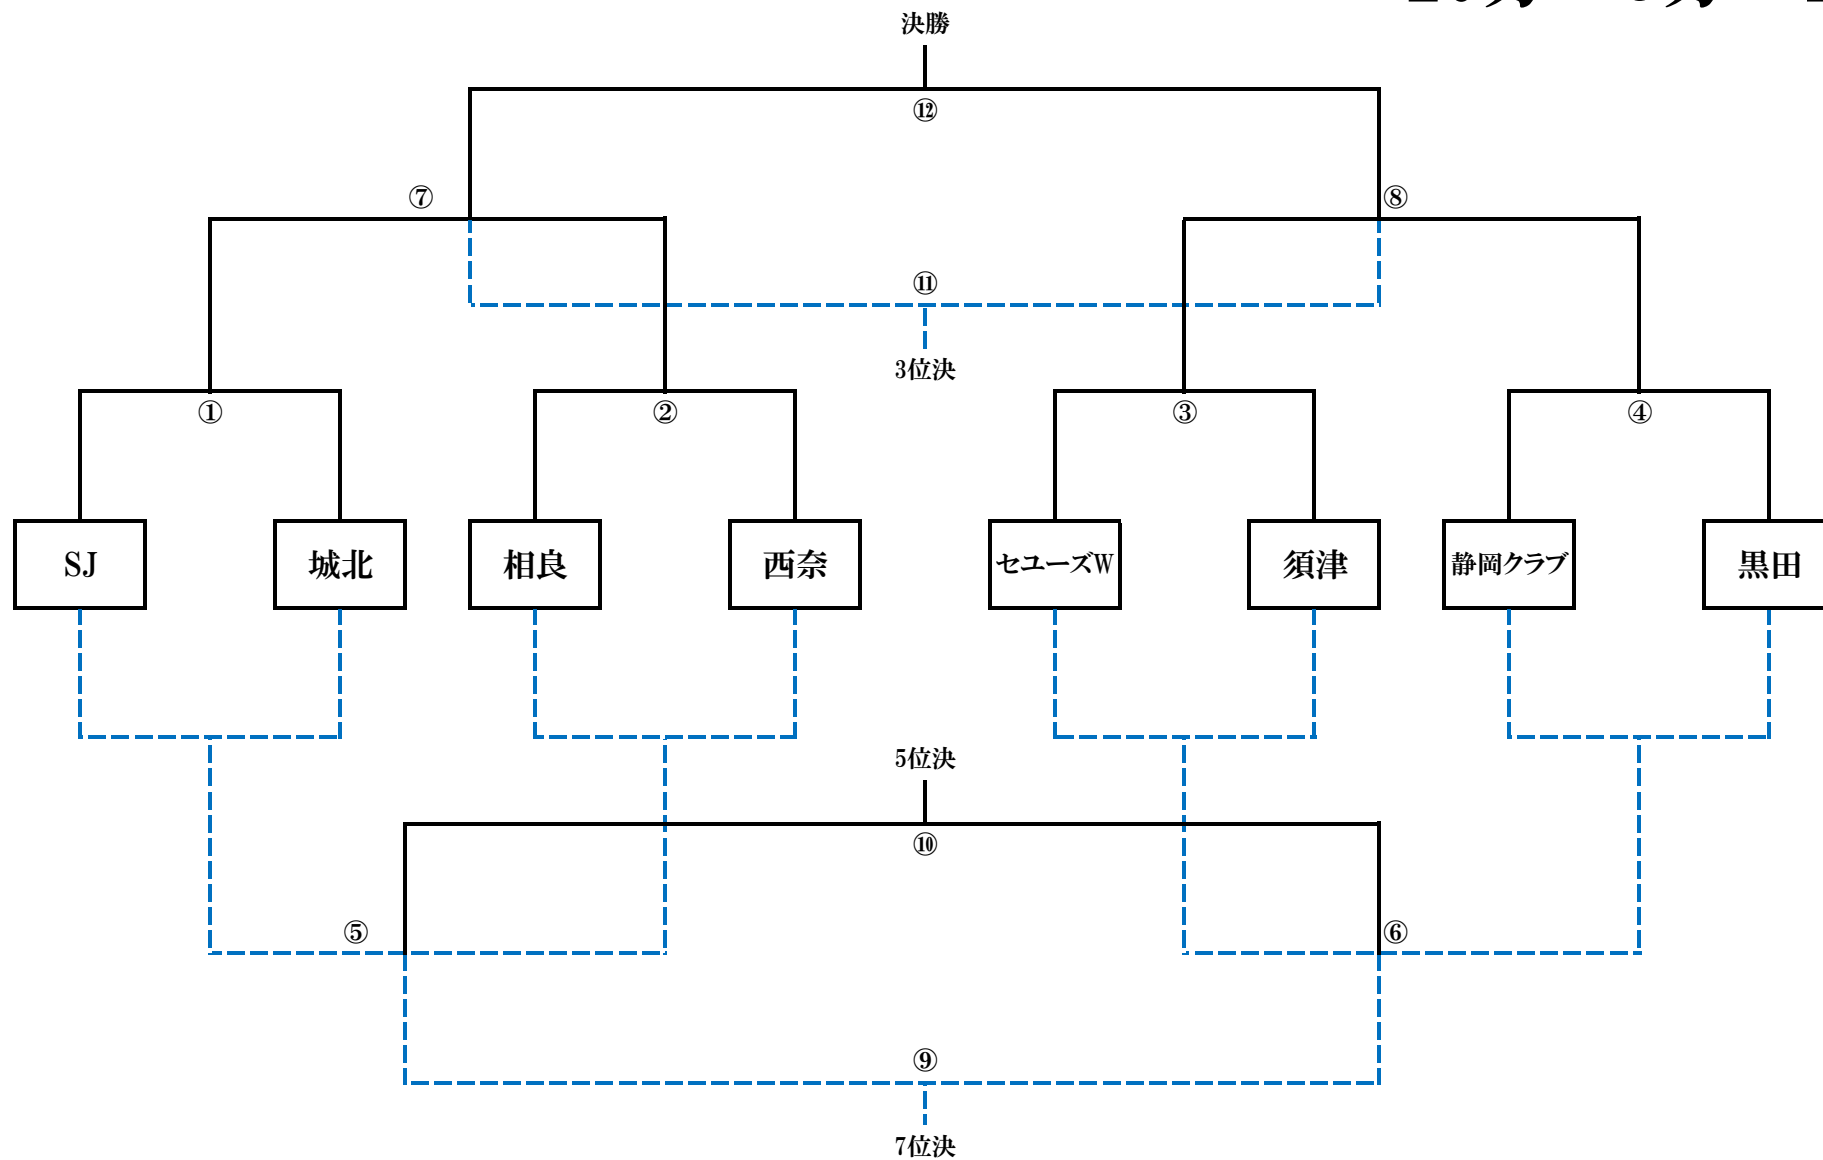 決勝
⑫
⑦
⑧
⑪
3位決
①
②
③
④
SJ
城北
相良
西奈
セユーズW
須津
静岡クラブ
黒田
5位決
⑩
⑤
⑥
⑨
7位決